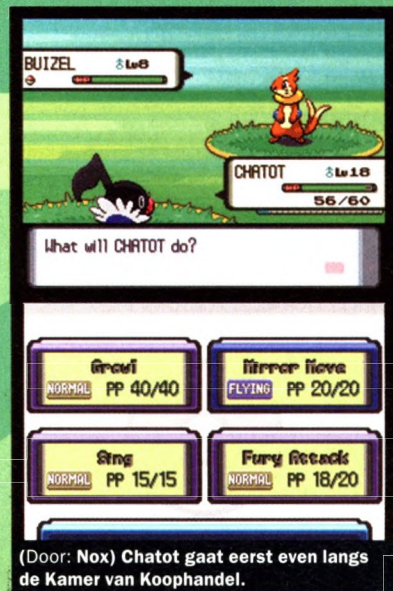 BUIZEL ♂Lv8
CHATOT ♂Lv18
56/60
What will CHATOT do?
Growl
NORMAL PP 40/40
Mirror Move
FLYING PP 20/20
Sing
NORMAL PP 15/15
Fury Attack
NORMAL PP 18/20
(Door: Nox) Chatot gaat eerst even langs
de Kamer van Koophandel.